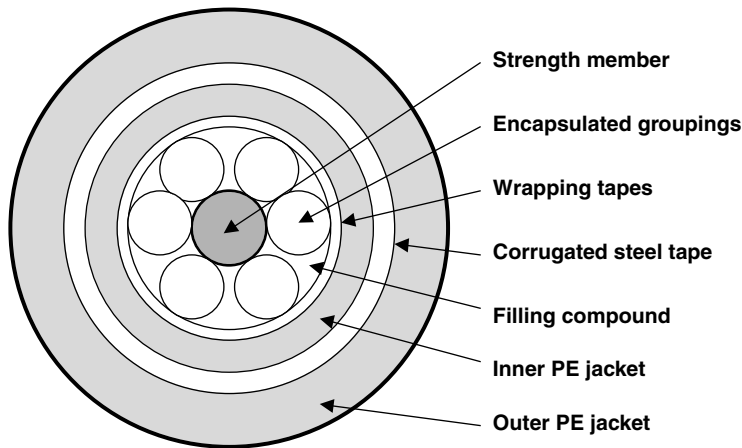 Strength member
Encapsulated groupings
Wrapping tapes
Corrugated steel tape
Filling compound
Inner PE jacket
Outer PE jacket